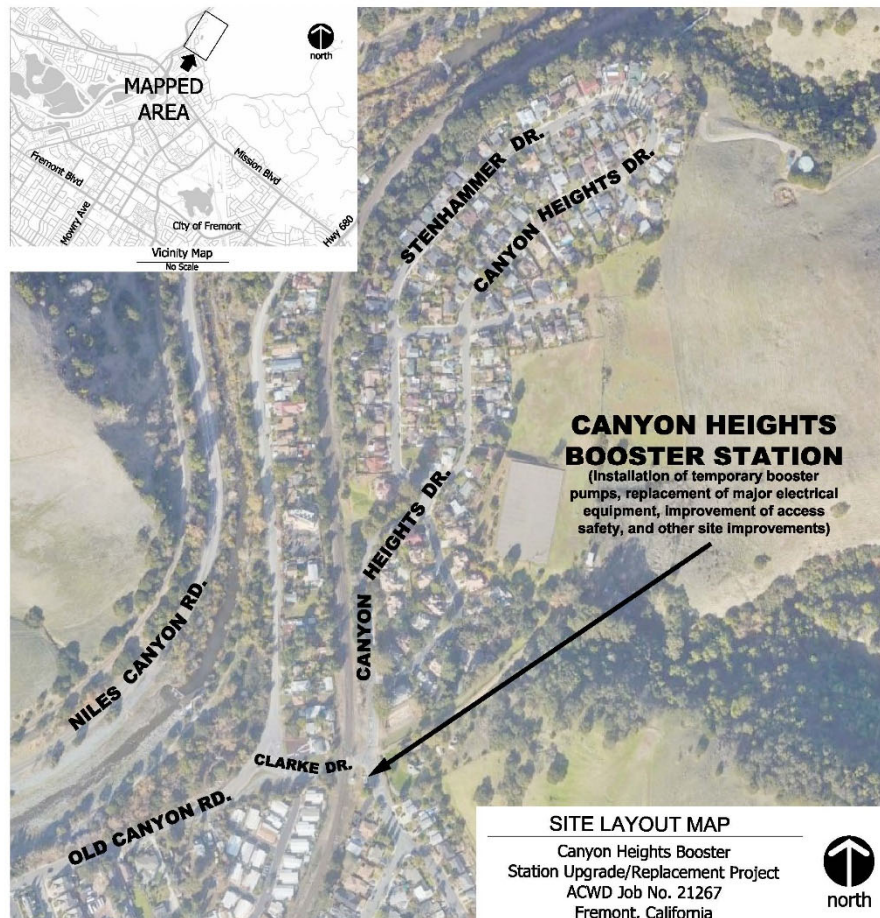 north
MAPPED
AREA
Fremont Blvd
Mowry Ave
Mission Blvd
City of Fremont
Hwy 680
Vicinity Map
No Scale
STENHAMMER DR.
CANYON HEIGHTS DR.
CANYON HEIGHTS
BOOSTER STATION
(Installation of temporary booster
pumps, replacement of major electrical
equipment, improvement of access
safety, and other site improvements)
CANYON HEIGHTS DR.
NILES CANYON RD.
CLARKE DR.
OLD CANYON RD.
SITE LAYOUT MAP
Canyon Heights Booster
Station Upgrade/Replacement Project
ACWD Job No. 21267
Fremont, California
north